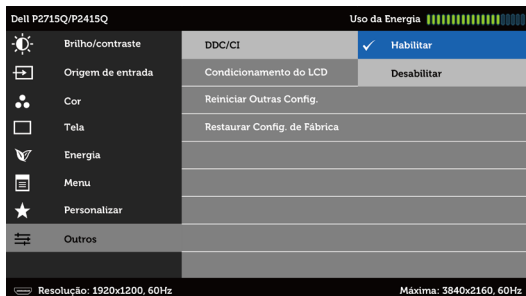 Dell P2715Q/P2415Q Uso da Energia
Brilho/contraste DDC/CI Habilitar
Origem de entrada Condicionamento do LCD Desabilitar
Cor Reiniciar Outras Config.
Tela Restaurar Config. de Fábrica
Energia
Menu
Personalizar
Outros
Resolução: 1920x1200, 60Hz Máxima: 3840x2160, 60Hz